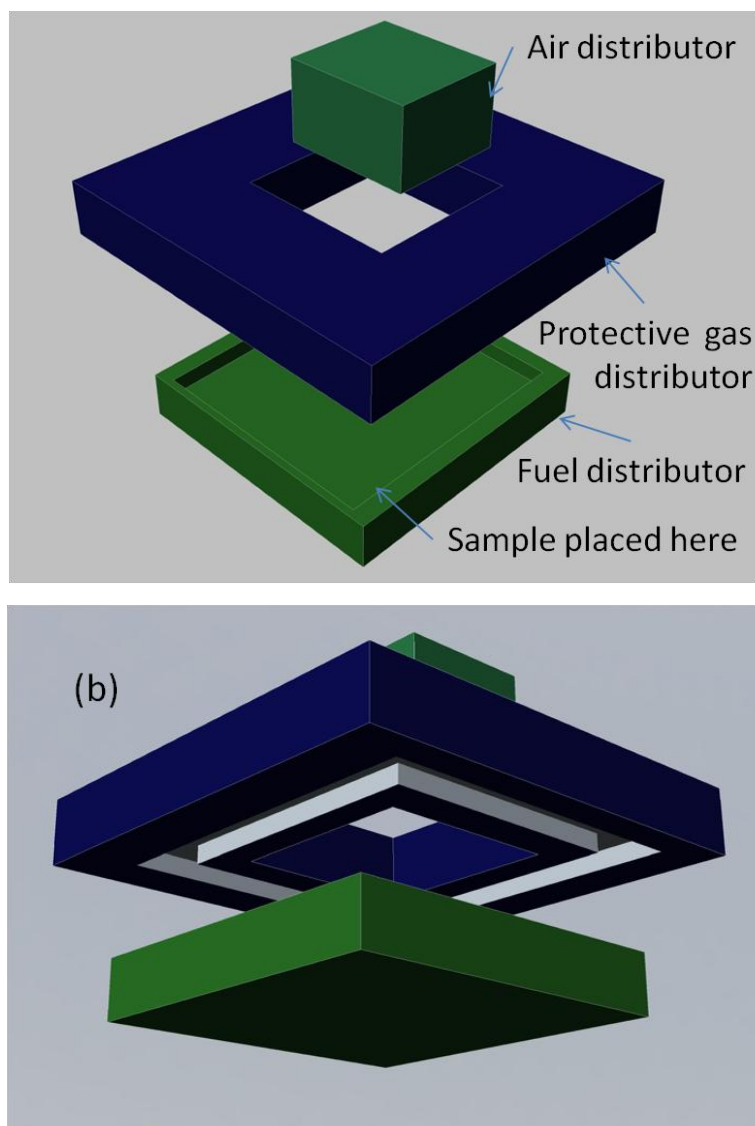 Air distributor
Protective gas
distributor
Fuel distributor
Sample placed here
(b)